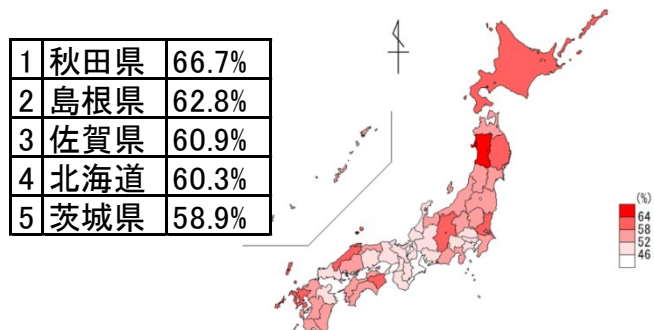 1 秋田県 66.7%
2 島根県 62.8%
3 佐賀県 60.9%
4 北海道 60.3%
5 茨城県 58.9%
(%)
64
58
52
46